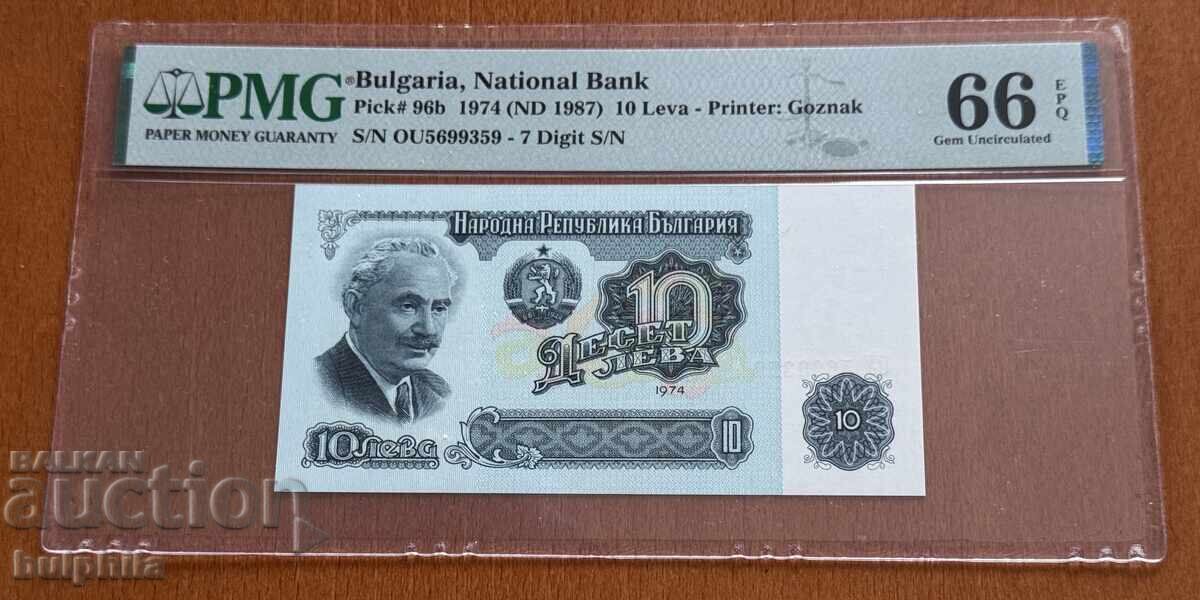 PMG®
PAPER MONEY GUARANTY
Bulgaria, National Bank
Pick# 96b 1974 (ND 1987) 10 Leva - Printer: Goznak
S/N OU5699359 - 7 Digit S/N
66 EPQ
Gem Uncirculated
НАРОДНА РЕПУБЛИКА БЪЛГАРИЯ
10
ДЕСЕТ
ЛЕВА
1974
10 Лева
10
10
БALKAN
auction
bulphila